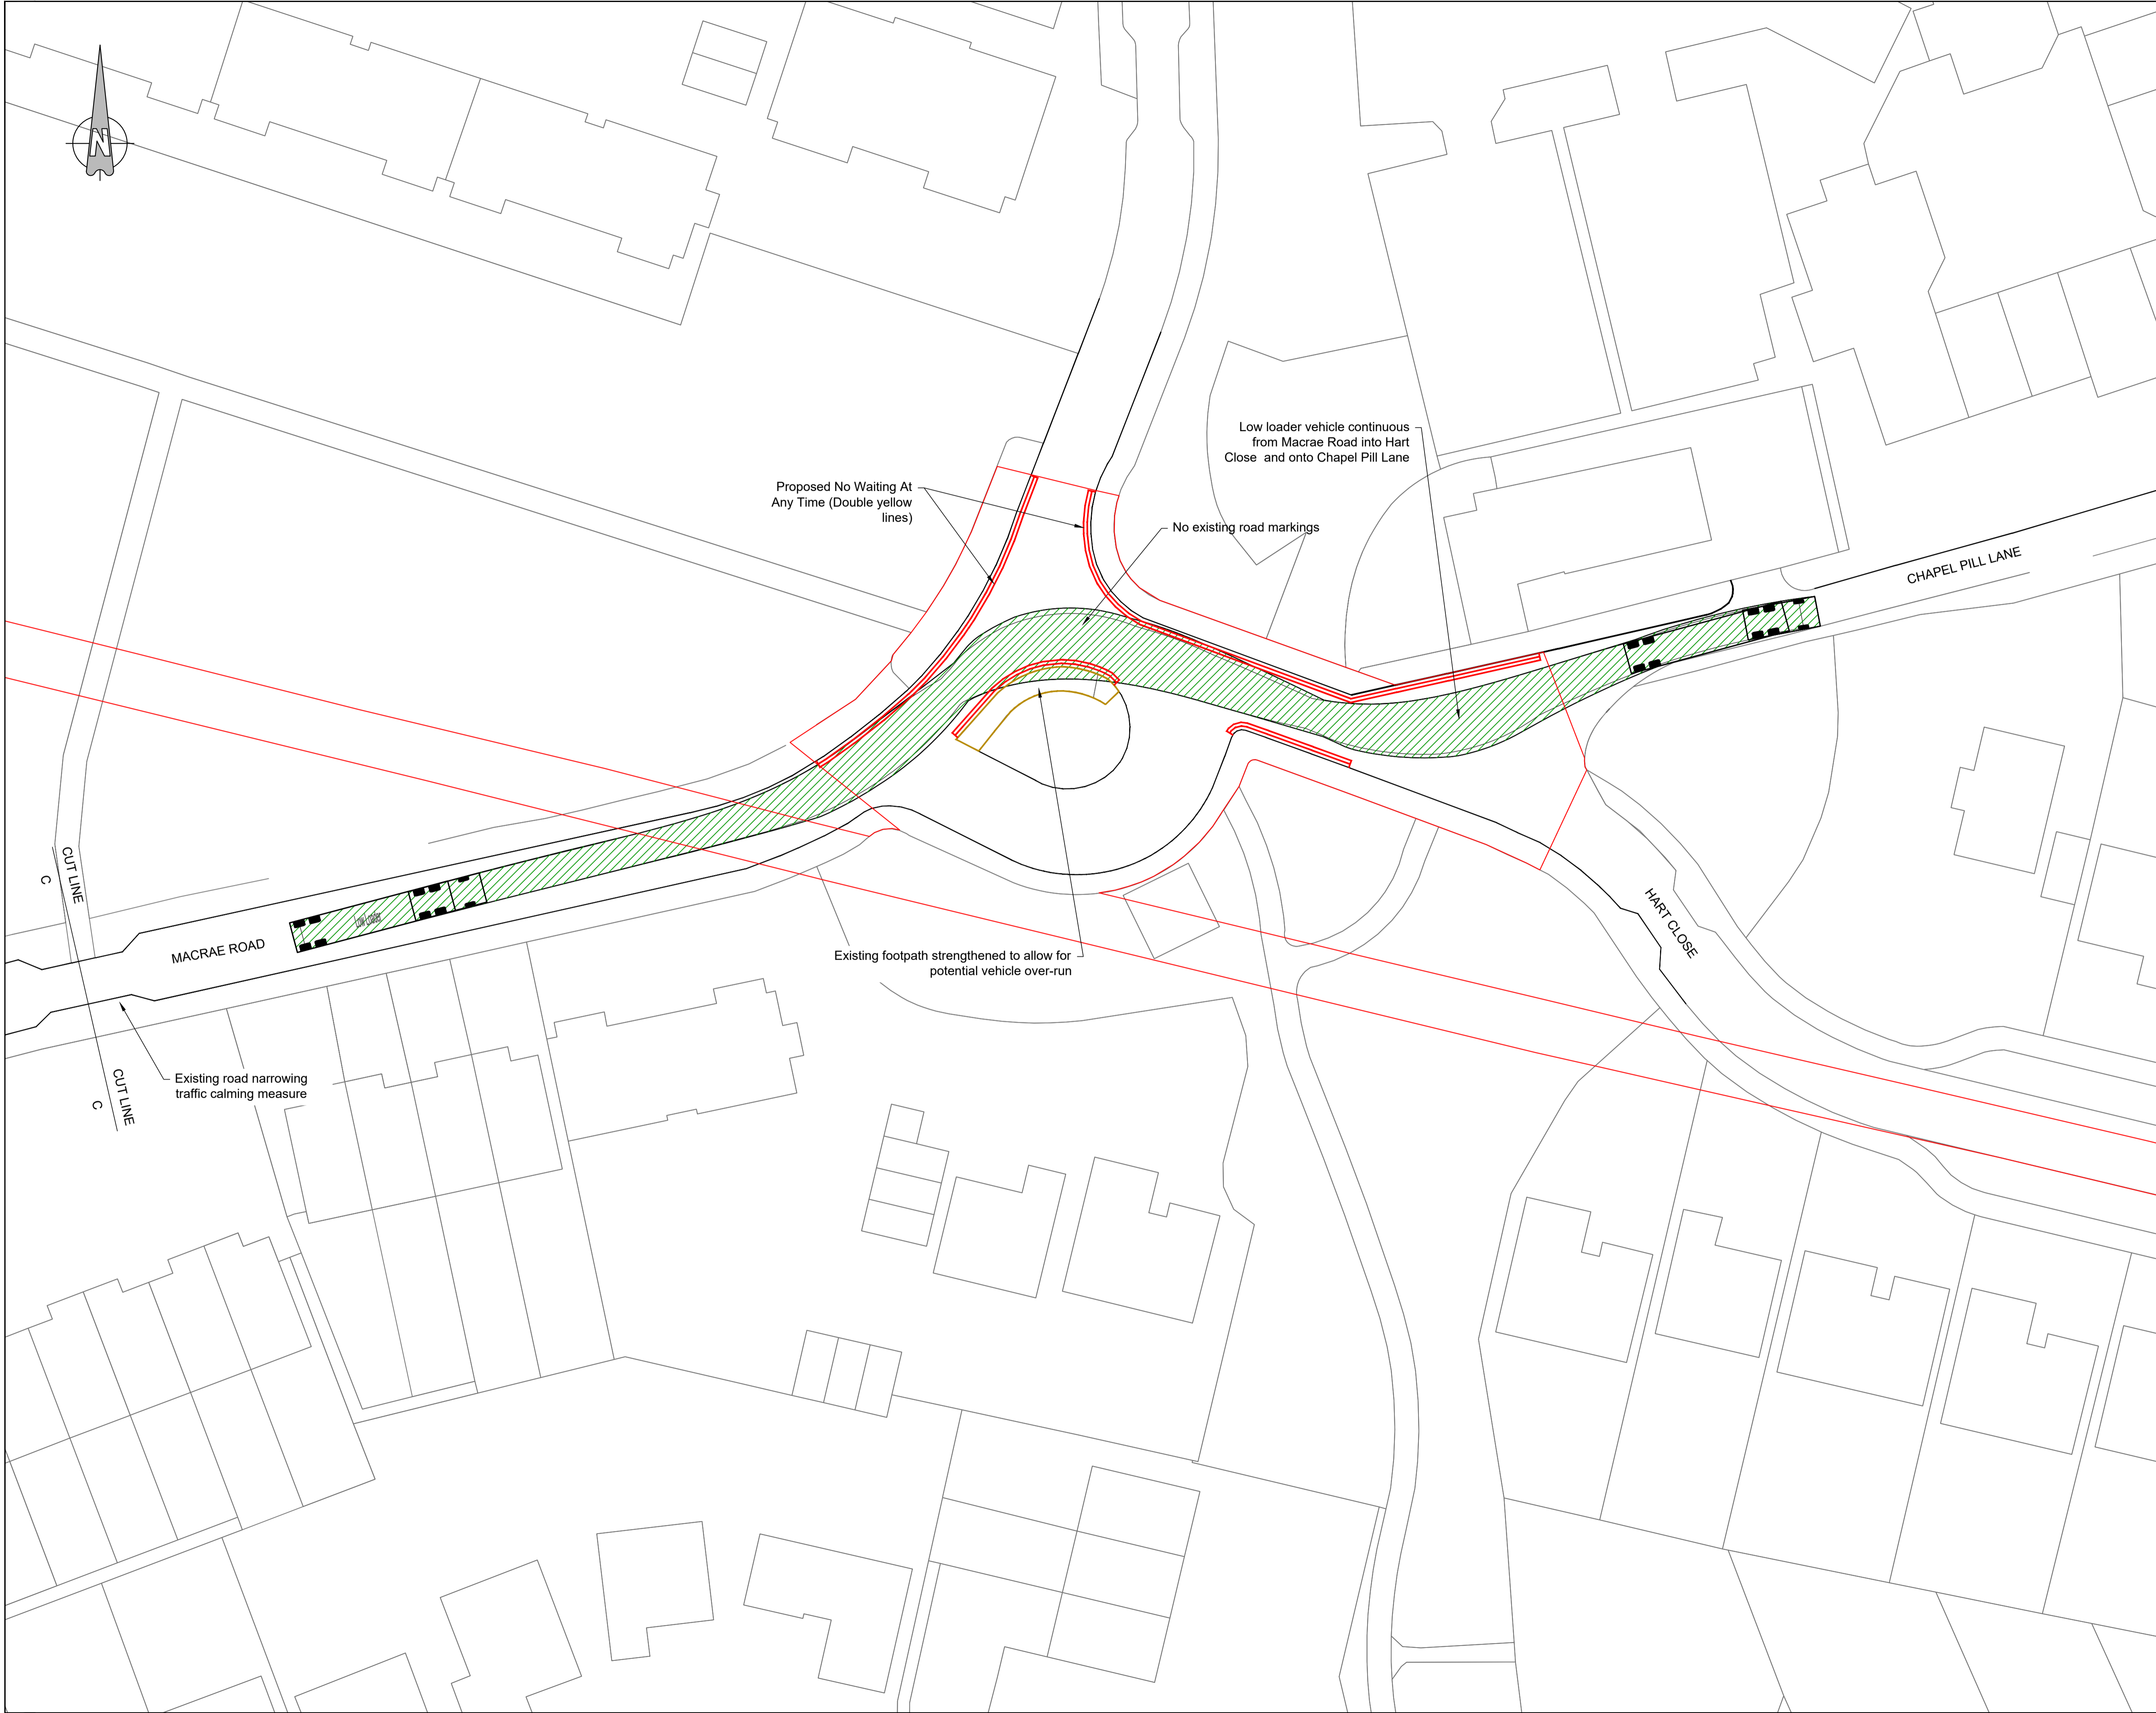 N
Low loader vehicle continuous
from Macrae Road into Hart
Close and onto Chapel Pill Lane
Proposed No Waiting At
Any Time (Double yellow
lines)
No existing road markings
CHAPEL PILL LANE
CUT LINE
C
Low Loader
MACRAE ROAD
HART CLOSE
Existing footpath strengthened to allow for
potential vehicle over-run
Existing road narrowing
traffic calming measure
CUT LINE
C